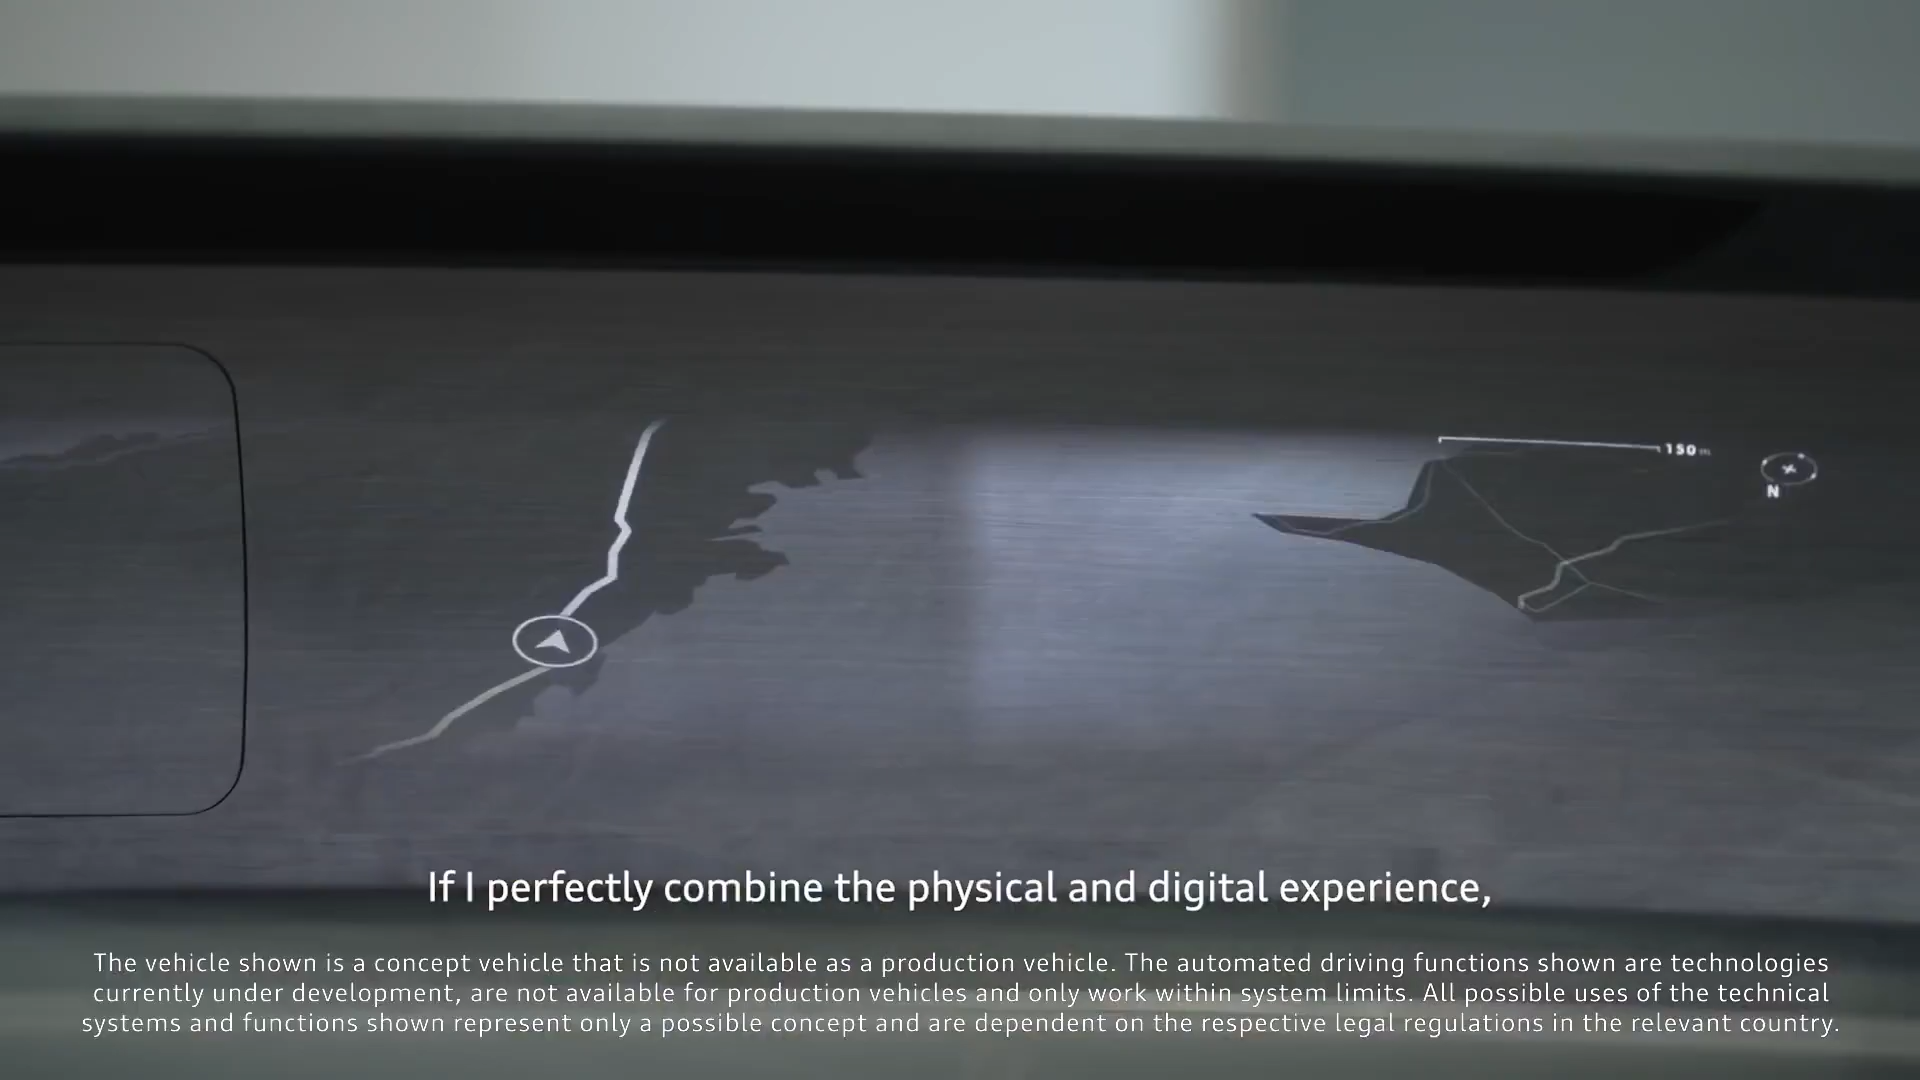 150 m
N
If I perfectly combine the physical and digital experience,
The vehicle shown is a concept vehicle that is not available as a production vehicle. The automated driving functions shown are technologies
currently under development, are not available for production vehicles and only work within system limits. All possible uses of the technical
systems and functions shown represent only a possible concept and are dependent on the respective legal regulations in the relevant country.